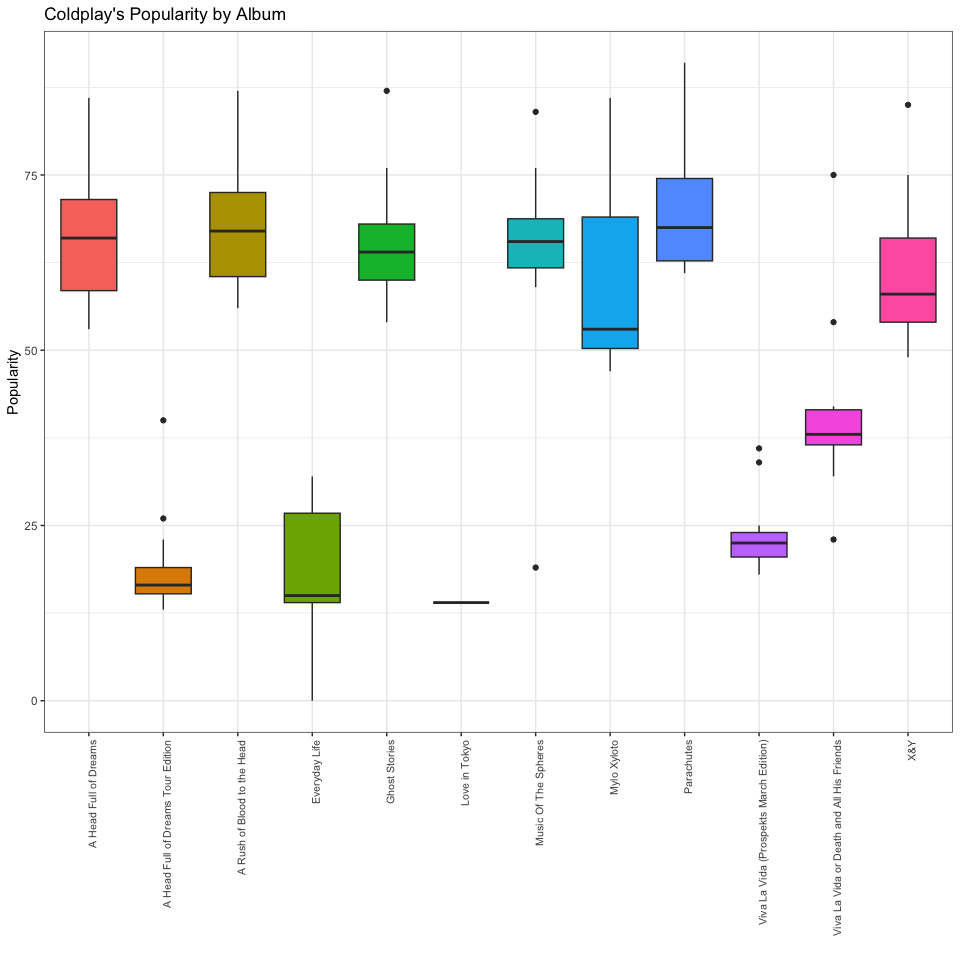 Coldplay's Popularity by Album
Popularity
75
50
25
0
A Head Full of Dreams
A Head Full of Dreams Tour Edition
A Rush of Blood to the Head
Everyday Life
Ghost Stories
Love in Tokyo
Music Of The Spheres
Mylo Xyloto
Parachutes
Viva La Vida (Prospekts March Edition)
Viva La Vida or Death and All His Friends
X&Y